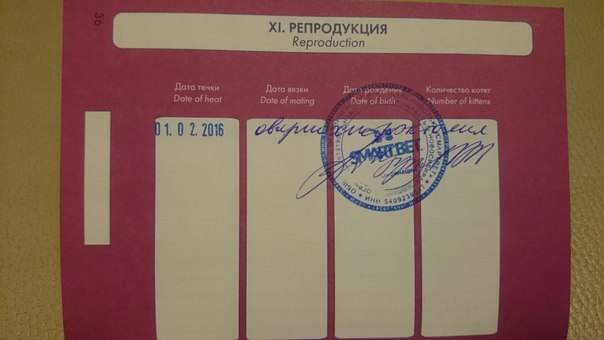 36
XI. РЕПРОДУКЦИЯ
Reproduction
Дата течки Дата вязки Дата рождения Количество котят
Date of heat Date of mating Date of birth Number of kittens
01.02.2016
SMARTВЕТ